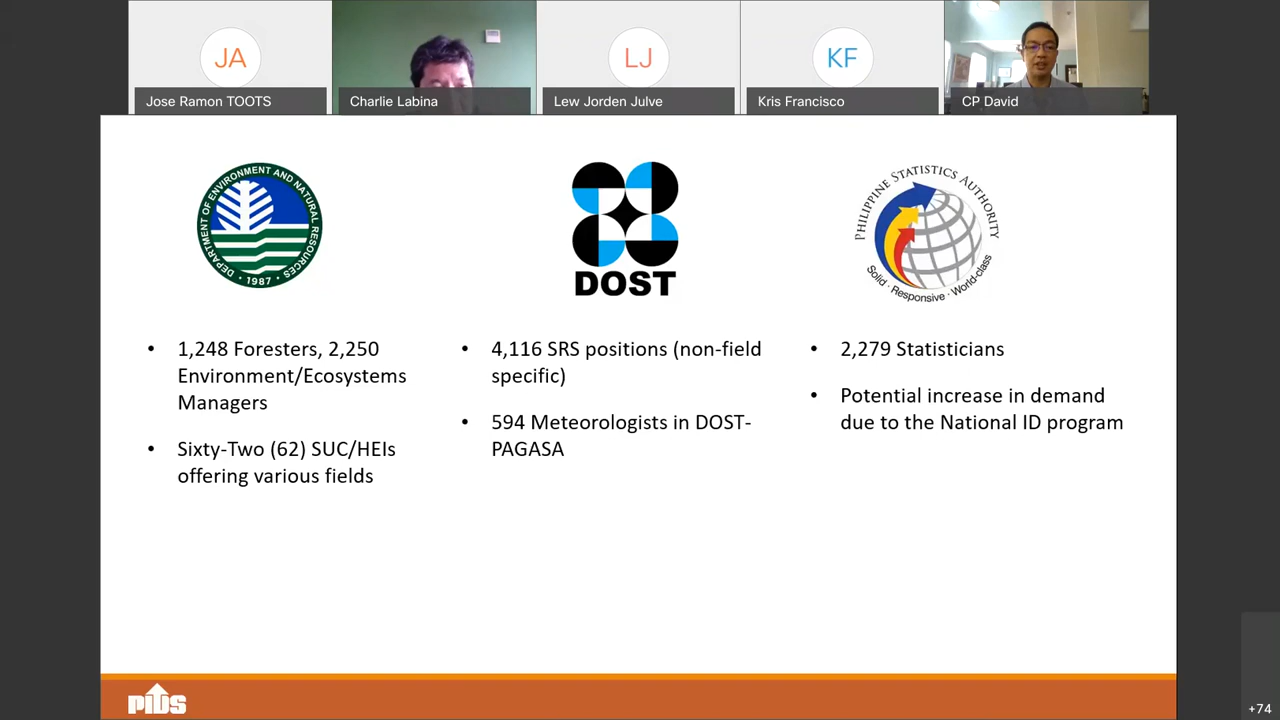 JA
LJ
KF
Jose Ramon TOOTS
Charlie Labina
Lew Jorden Julve
Kris Francisco
CP David
DEPARTMENT OF ENVIRONMENT AND NATURAL RESOURCES
• 1987 •
DOST
PHILIPPINE STATISTICS AUTHORITY
Solid · Responsive · World-class
• 1,248 Foresters, 2,250
Environment/Ecosystems
Managers
• Sixty-Two (62) SUC/HEIs
offering various fields
• 4,116 SRS positions (non-field
specific)
• 594 Meteorologists in DOST-
PAGASA
• 2,279 Statisticians
• Potential increase in demand
due to the National ID program
PIDS
+74